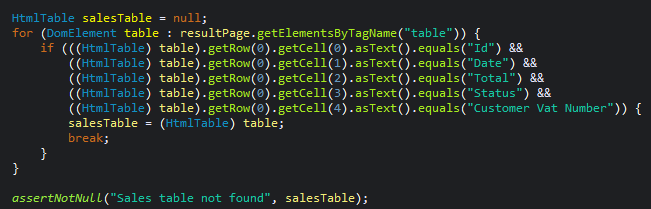 HtmlTable salesTable = null;
for (DomElement table : resultPage.getElementsByTagName("table")) {
    if (((HtmlTable) table).getRow(0).getCell(0).asText().equals("Id") &&
        ((HtmlTable) table).getRow(0).getCell(1).asText().equals("Date") &&
        ((HtmlTable) table).getRow(0).getCell(2).asText().equals("Total") &&
        ((HtmlTable) table).getRow(0).getCell(3).asText().equals("Status") &&
        ((HtmlTable) table).getRow(0).getCell(4).asText().equals("Customer Vat Number")) {
        salesTable = (HtmlTable) table;
        break;
    }
}
assertNotNull("Sales table not found", salesTable);